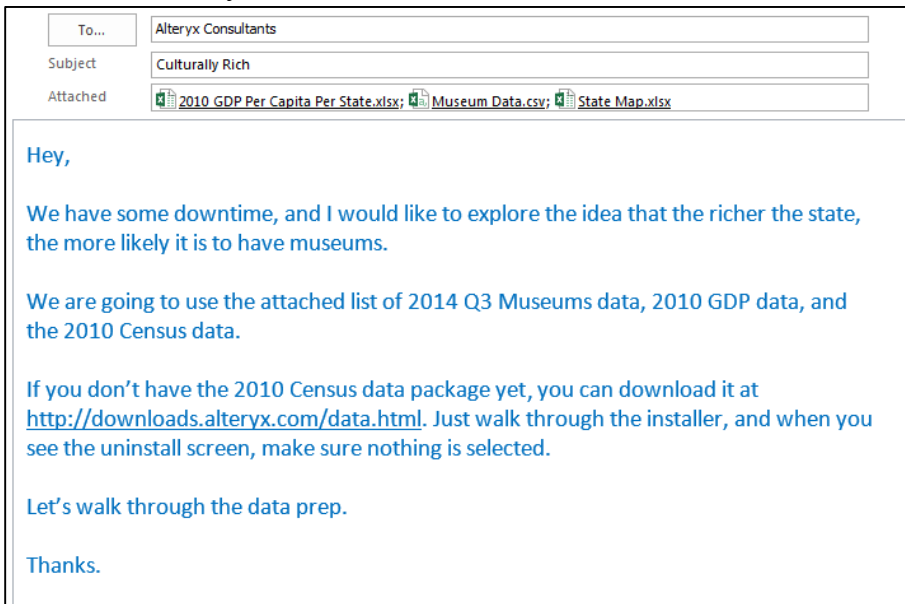 To...
Alteryx Consultants
Subject
Culturally Rich
Attached
2010 GDP Per Capita Per State.xlsx; Museum Data.csv; State Map.xlsx
Hey,
We have some downtime, and I would like to explore the idea that the richer the state,
the more likely it is to have museums.
We are going to use the attached list of 2014 Q3 Museums data, 2010 GDP data, and
the 2010 Census data.
If you don't have the 2010 Census data package yet, you can download it at
http://downloads.alteryx.com/data.html. Just walk through the installer, and when you
see the uninstall screen, make sure nothing is selected.
Let's walk through the data prep.
Thanks.